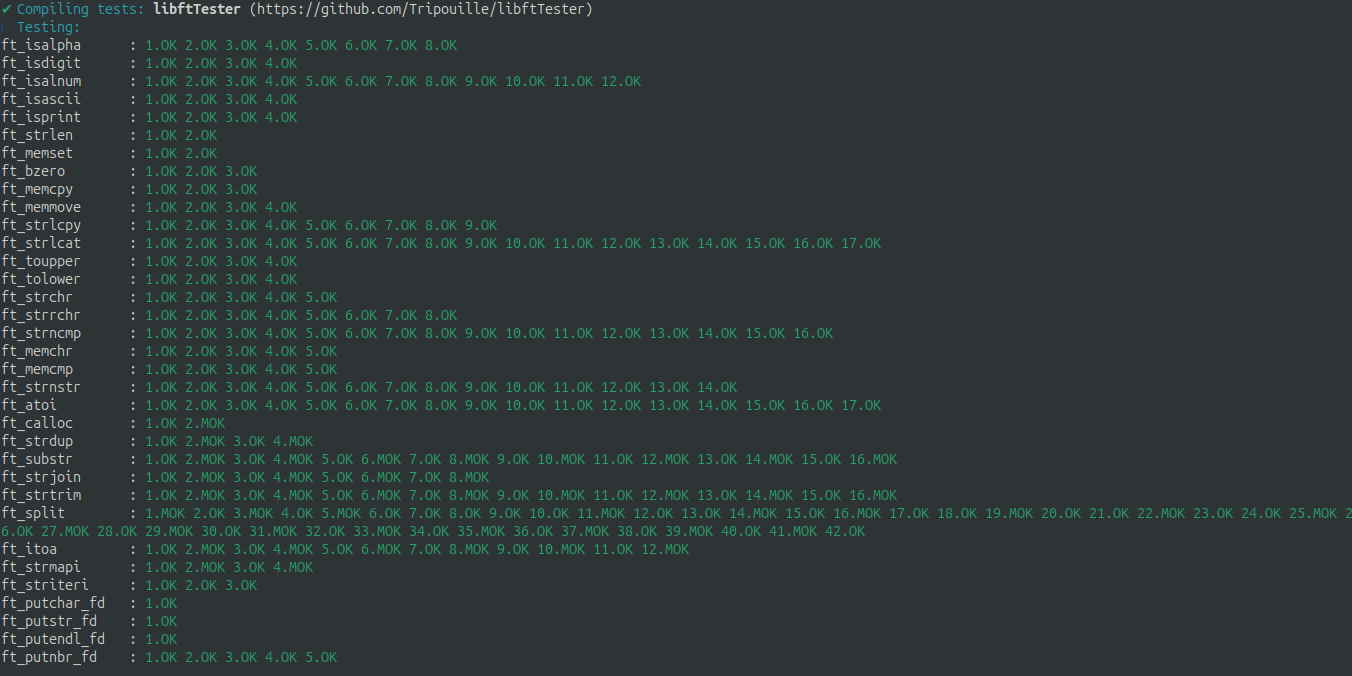 ✔ Compiling tests: libftTester (https://github.com/Tripouille/libftTester)
Testing:
ft_isalpha : 1.OK 2.OK 3.OK 4.OK 5.OK 6.OK 7.OK 8.OK
ft_isdigit : 1.OK 2.OK 3.OK 4.OK
ft_isalnum : 1.OK 2.OK 3.OK 4.OK 5.OK 6.OK 7.OK 8.OK 9.OK 10.OK 11.OK 12.OK
ft_isascii : 1.OK 2.OK 3.OK 4.OK
ft_isprint : 1.OK 2.OK 3.OK 4.OK
ft_strlen : 1.OK 2.OK
ft_memset : 1.OK 2.OK
ft_bzero : 1.OK 2.OK 3.OK
ft_memcpy : 1.OK 2.OK 3.OK
ft_memmove : 1.OK 2.OK 3.OK 4.OK
ft_strlcpy : 1.OK 2.OK 3.OK 4.OK 5.OK 6.OK 7.OK 8.OK 9.OK
ft_strlcat : 1.OK 2.OK 3.OK 4.OK 5.OK 6.OK 7.OK 8.OK 9.OK 10.OK 11.OK 12.OK 13.OK 14.OK 15.OK 16.OK 17.OK
ft_toupper : 1.OK 2.OK 3.OK 4.OK
ft_tolower : 1.OK 2.OK 3.OK 4.OK
ft_strchr : 1.OK 2.OK 3.OK 4.OK 5.OK
ft_strrchr : 1.OK 2.OK 3.OK 4.OK 5.OK 6.OK 7.OK 8.OK
ft_strncmp : 1.OK 2.OK 3.OK 4.OK 5.OK 6.OK 7.OK 8.OK 9.OK 10.OK 11.OK 12.OK 13.OK 14.OK 15.OK 16.OK
ft_memchr : 1.OK 2.OK 3.OK 4.OK 5.OK
ft_memcmp : 1.OK 2.OK 3.OK 4.OK 5.OK
ft_strnstr : 1.OK 2.OK 3.OK 4.OK 5.OK 6.OK 7.OK 8.OK 9.OK 10.OK 11.OK 12.OK 13.OK 14.OK
ft_atoi : 1.OK 2.OK 3.OK 4.OK 5.OK 6.OK 7.OK 8.OK 9.OK 10.OK 11.OK 12.OK 13.OK 14.OK 15.OK 16.OK 17.OK
ft_calloc : 1.OK 2.MOK
ft_strdup : 1.OK 2.MOK 3.OK 4.MOK
ft_substr : 1.OK 2.MOK 3.OK 4.MOK 5.OK 6.MOK 7.OK 8.MOK 9.OK 10.MOK 11.OK 12.MOK 13.OK 14.MOK 15.OK 16.MOK
ft_strjoin : 1.OK 2.MOK 3.OK 4.MOK 5.OK 6.MOK 7.OK 8.MOK
ft_strtrim : 1.OK 2.MOK 3.OK 4.MOK 5.OK 6.MOK 7.OK 8.MOK 9.OK 10.MOK 11.OK 12.MOK 13.OK 14.MOK 15.OK 16.MOK
ft_split : 1.MOK 2.OK 3.MOK 4.OK 5.MOK 6.OK 7.OK 8.OK 9.OK 10.OK 11.MOK 12.OK 13.OK 14.MOK 15.OK 16.MOK 17.OK 18.OK 19.MOK 20.OK 21.OK 22.MOK 23.OK 24.OK 25.MOK 2
6.OK 27.MOK 28.OK 29.MOK 30.OK 31.MOK 32.OK 33.MOK 34.OK 35.MOK 36.OK 37.MOK 38.OK 39.MOK 40.OK 41.MOK 42.OK
ft_itoa : 1.OK 2.MOK 3.OK 4.MOK 5.OK 6.MOK 7.OK 8.MOK 9.OK 10.MOK 11.OK 12.MOK
ft_strmapi : 1.OK 2.MOK 3.OK 4.MOK
ft_striteri : 1.OK 2.OK 3.OK
ft_putchar_fd : 1.OK
ft_putstr_fd : 1.OK
ft_putendl_fd : 1.OK
ft_putnbr_fd : 1.OK 2.OK 3.OK 4.OK 5.OK